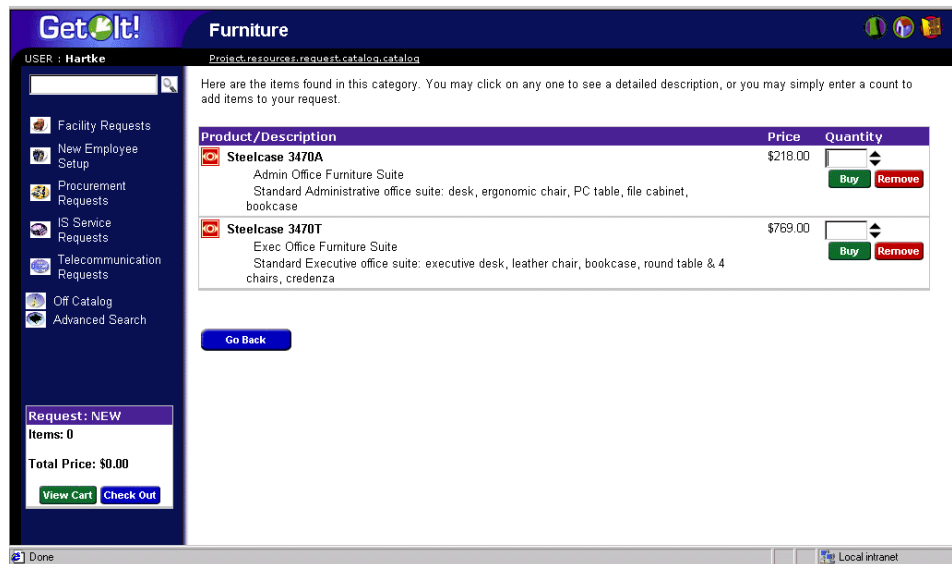 Get It!
Furniture
USER : Hartke
Project.resources.request.catalog.catalog
Here are the items found in this category. You may click on any one to see a detailed description, or you may simply enter a count to
add items to your request.
Facility Requests
New Employee
Setup
Procurement
Requests
IS Service
Requests
Telecommunication
Requests
Off Catalog
Advanced Search
Product/Description Price Quantity
Steelcase 3470A $218.00
Admin Office Furniture Suite
Buy Remove
Standard Administrative office suite: desk, ergonomic chair, PC table, file cabinet,
bookcase
Steelcase 3470T $769.00
Exec Office Furniture Suite
Buy Remove
Standard Executive office suite: executive desk, leather chair, bookcase, round table & 4
chairs, credenza
Go Back
Request: NEW
Items: 0
Total Price: $0.00
View Cart Check Out
Done Local intranet